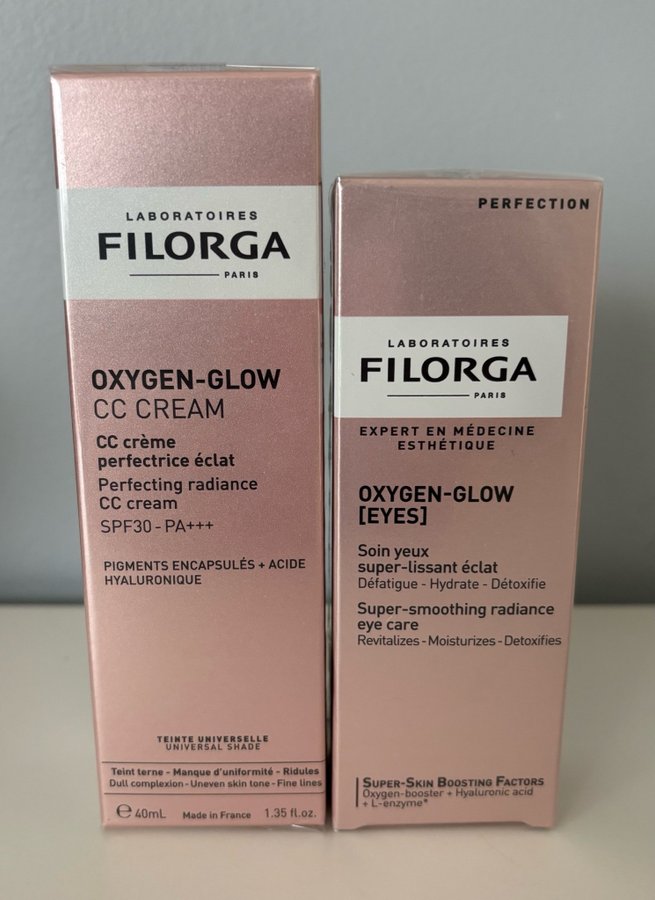 LABORATOIRES
FILORGA
PARIS
OXYGEN-GLOW
CC CREAM
CC crème
perfectrice éclat
Perfecting radiance
CC cream
SPF30 - PA+++
PIGMENTS ENCAPSULÉS + ACIDE
HYALURONIQUE
TEINTE UNIVERSELLE
UNIVERSAL SHADE
Teint terne - Manque d'uniformité - Ridules
Dull complexion - Uneven skin tone - Fine lines
℮ 40mL Made in France 1.35 fl.oz.
PERFECTION
LABORATOIRES
FILORGA
PARIS
EXPERT EN MÉDECINE
ESTHÉTIQUE
OXYGEN-GLOW
[EYES]
Soin yeux
super-lissant éclat
Défatigue - Hydrate - Détoxifie
Super-smoothing radiance
eye care
Revitalizes - Moisturizes - Detoxifies
SUPER-SKIN BOOSTING FACTORS
Oxygen-booster + Hyaluronic acid
+ L-enzyme*